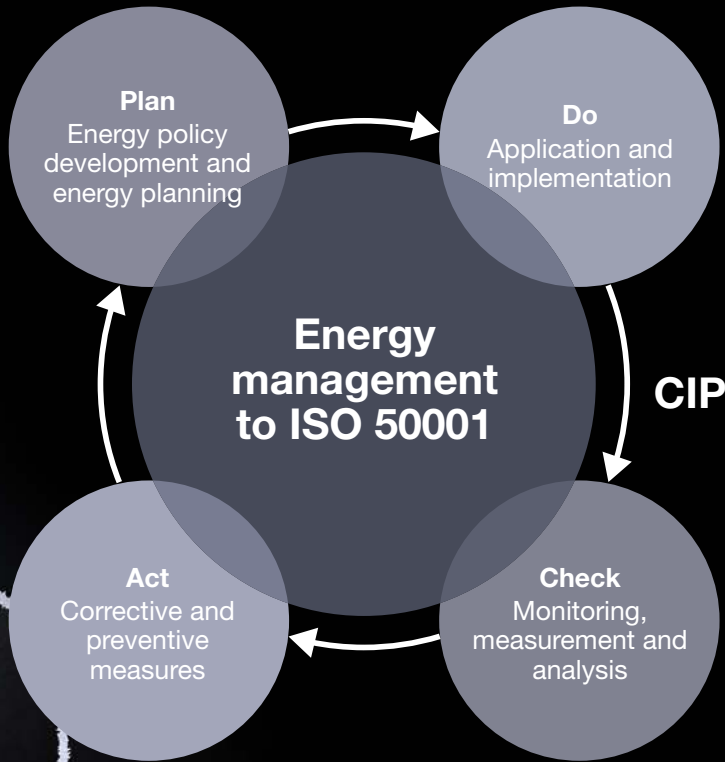 Plan
Energy policy
development and
energy planning
Do
Application and
implementation
Energy
management
to ISO 50001
CIP
Act
Corrective and
preventive
measures
Check
Monitoring,
measurement and
analysis